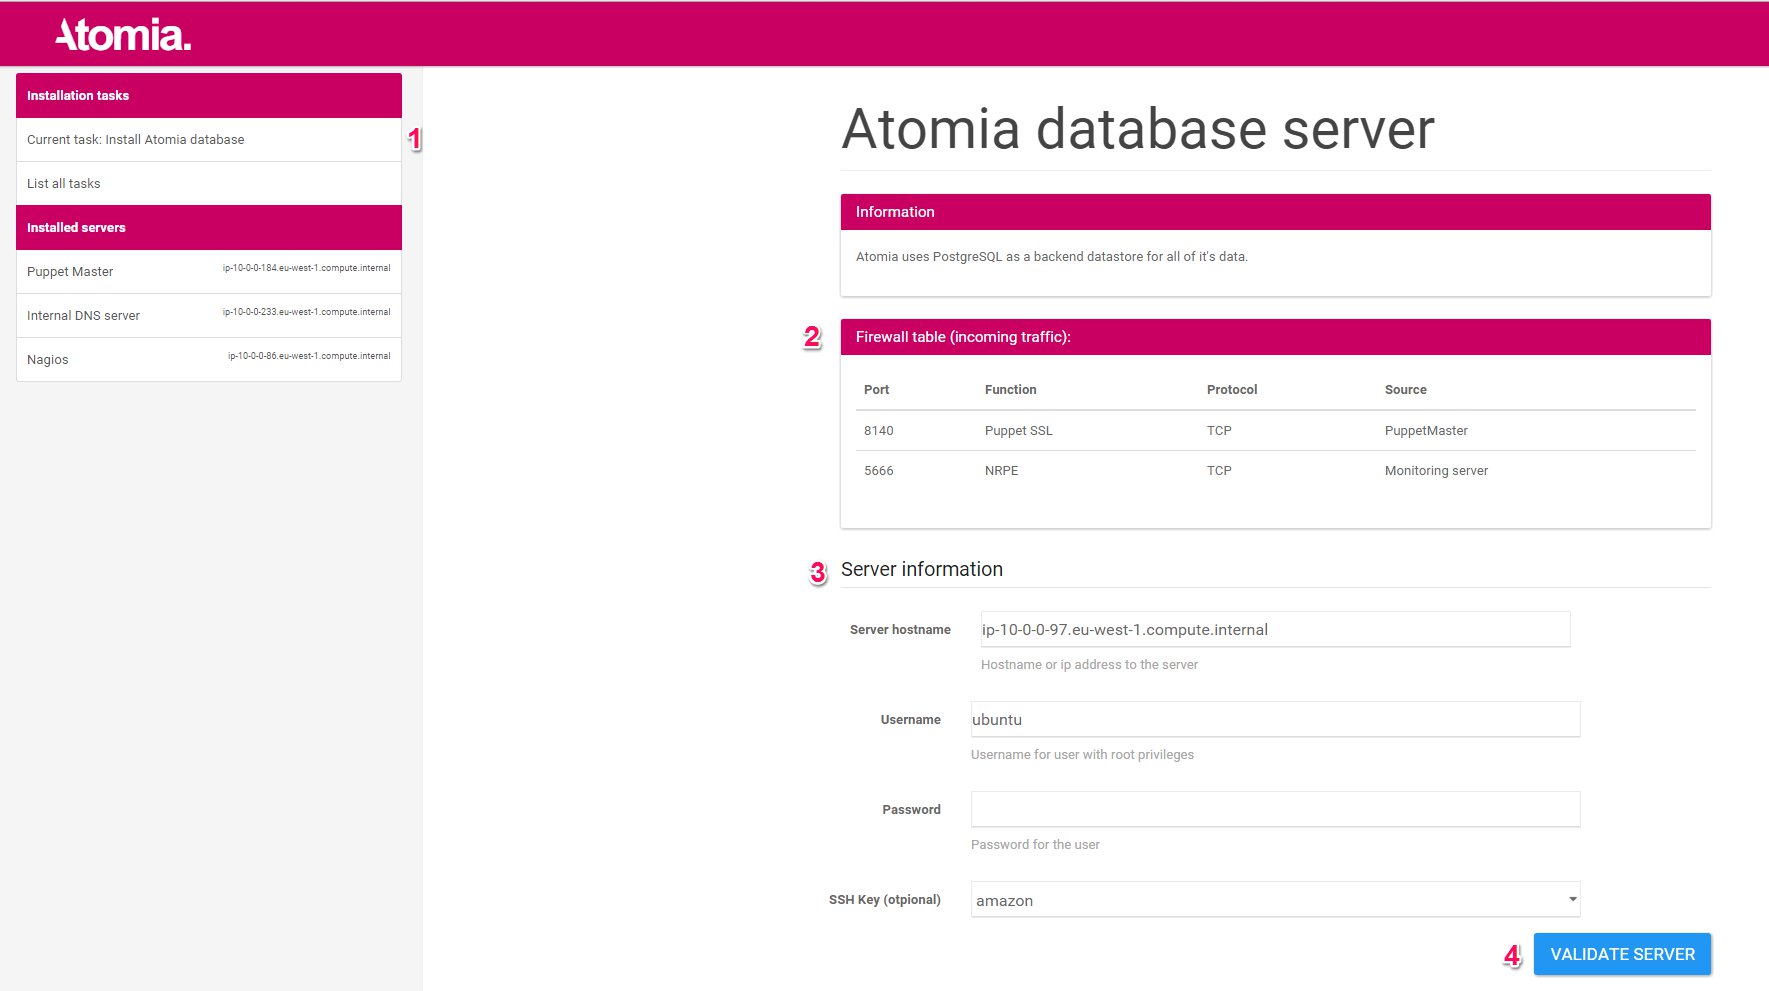 Atomia.
Installation tasks
Current task: Install Atomia database
1
List all tasks
Installed servers
Puppet Master ip-10-0-0-184.eu-west-1.compute.internal
Internal DNS server ip-10-0-0-233.eu-west-1.compute.internal
Nagios ip-10-0-0-86.eu-west-1.compute.internal
Atomia database server
Information
Atomia uses PostgreSQL as a backend datastore for all of it's data.
2 Firewall table (incoming traffic):
Port Function Protocol Source
8140 Puppet SSL TCP PuppetMaster
5666 NRPE TCP Monitoring server
3 Server information
Server hostname ip-10-0-0-97.eu-west-1.compute.internal
Hostname or ip address to the server
Username ubuntu
Username for user with root privileges
Password
Password for the user
SSH Key (otpional) amazon
4 VALIDATE SERVER